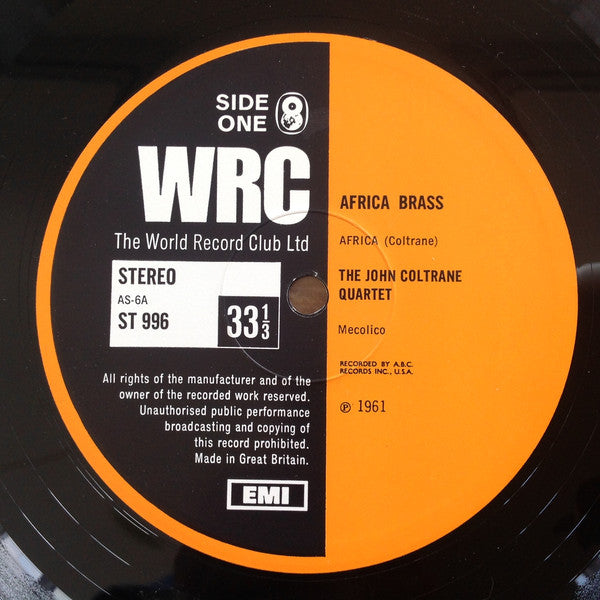 SIDE
ONE
WRC
The World Record Club Ltd
STEREO
AS-6A
ST 996
33 1/3
All rights of the manufacturer and of the
owner of the recorded work reserved.
Unauthorised public performance
broadcasting and copying of
this record prohibited.
Made in Great Britain.
EMI
AFRICA BRASS
AFRICA (Coltrane)
THE JOHN COLTRANE
QUARTET
Mecolico
RECORDED BY A.B.C.
RECORDS INC., U.S.A.
℗ 1961